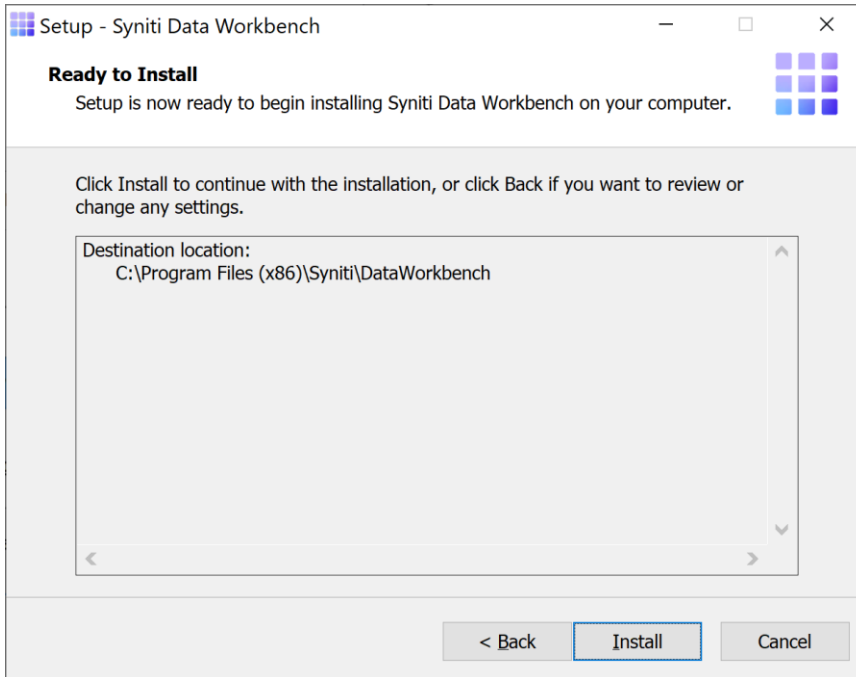 Setup - Syniti Data Workbench
Ready to Install
Setup is now ready to begin installing Syniti Data Workbench on your computer.
Click Install to continue with the installation, or click Back if you want to review or
change any settings.
Destination location:
C:\Program Files (x86)\Syniti\DataWorkbench
< Back
Install
Cancel